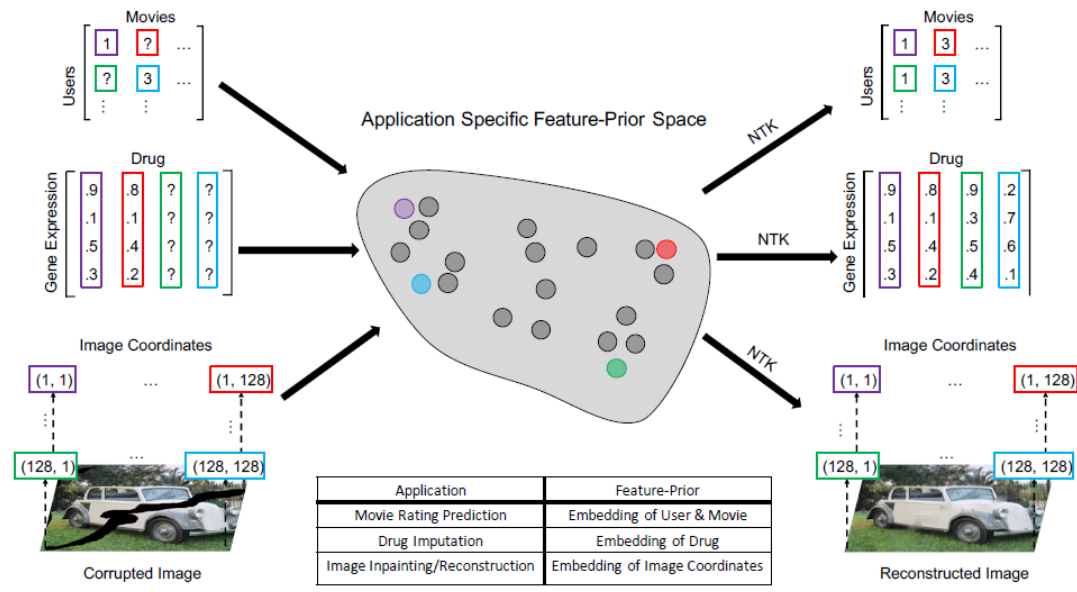 Movies
Users
1 ? ...
? 3 ...
⋮ ⋮
Drug
Gene Expression
.9 .8 ? ?
.1 .1 ? ?
.5 .4 ? ?
.3 .2 ? ?
Image Coordinates
(1, 1) ... (1, 128)
⋮ ⋮
(128, 1) ... (128, 128)
Corrupted Image
Application Specific Feature-Prior Space
NTK
NTK
NTK
Application Feature-Prior
Movie Rating Prediction Embedding of User & Movie
Drug Imputation Embedding of Drug
Image Inpainting/Reconstruction Embedding of Image Coordinates
Movies
Users
1 3 ...
1 3 ...
⋮ ⋮
Drug
Gene Expression
.9 .8 .9 .2
.1 .1 .3 .7
.5 .4 .5 .6
.3 .2 .4 .1
Image Coordinates
(1, 1) ... (1, 128)
⋮ ⋮
(128, 1) ... (128, 128)
Reconstructed Image